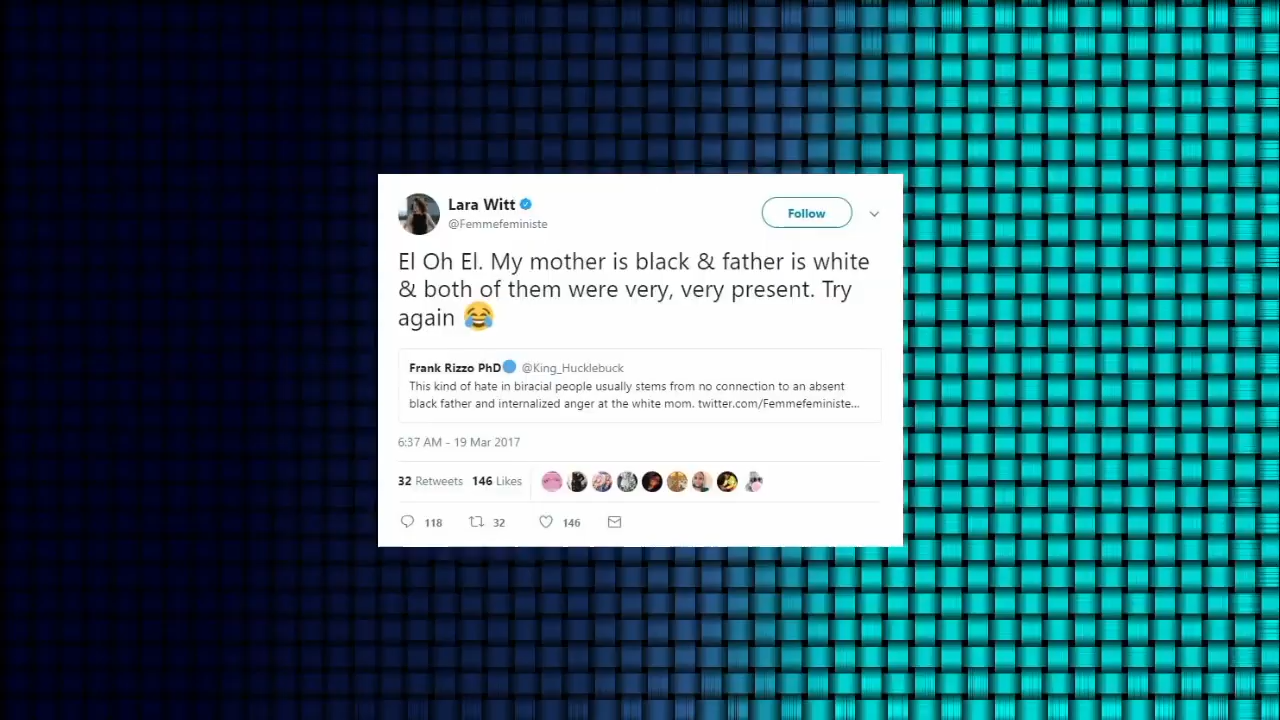 Lara Witt
@Femmefeministe
Follow
El Oh El. My mother is black & father is white
& both of them were very, very present. Try
again 😂
Frank Rizzo PhD🔵 @King_Hucklebuck
This kind of hate in biracial people usually stems from no connection to an absent
black father and internalized anger at the white mom. twitter.com/Femmefeministe...
6:37 AM - 19 Mar 2017
32 Retweets 146 Likes
118 32 146